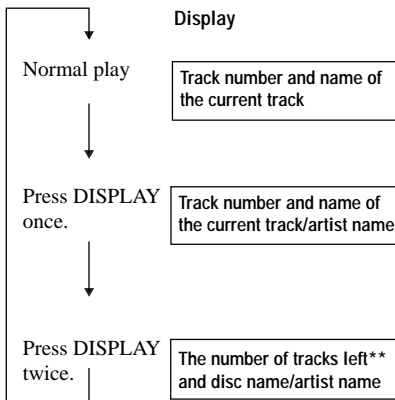 Display
Normal play
Track number and name of
the current track
Press DISPLAY
once.
Track number and name of
the current track/artist name
Press DISPLAY
twice.
The number of tracks left**
and disc name/artist name